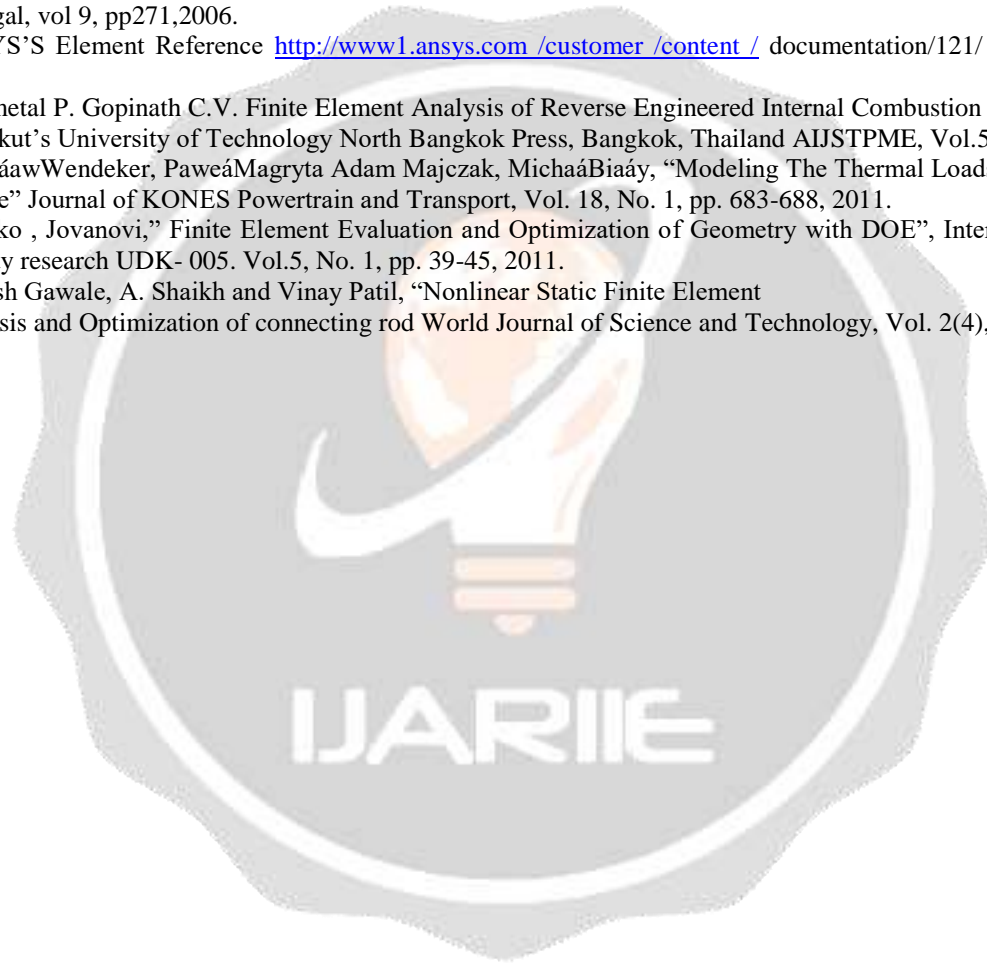 gal, vol 9, pp271,2006.
YS'S Element Reference http://www1.ansys.com /customer /content / documentation/121/
netal P. Gopinath C.V. Finite Element Analysis of Reverse Engineered Internal Combustion
kut's University of Technology North Bangkok Press, Bangkok, Thailand AIJSTPME, Vol.5
áawWendeker, PaweáMagryta Adam Majczak, MichaáBiaáy, “Modeling The Thermal Load
e” Journal of KONES Powertrain and Transport, Vol. 18, No. 1, pp. 683-688, 2011.
ko , Jovanovi,” Finite Element Evaluation and Optimization of Geometry with DOE”, Inter
y research UDK- 005. Vol.5, No. 1, pp. 39-45, 2011.
sh Gawale, A. Shaikh and Vinay Patil, “Nonlinear Static Finite Element
sis and Optimization of connecting rod World Journal of Science and Technology, Vol. 2(4),
IJARIIE